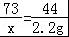 73/x = 44/2.2g